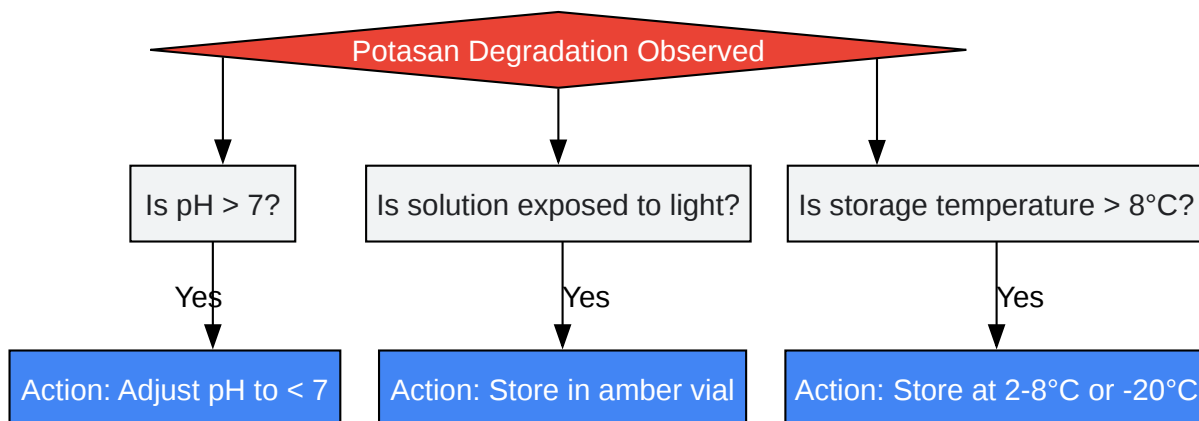 Potasan Degradation Observed
Is pH > 7?
Is solution exposed to light?
Is storage temperature > 8°C?
Yes
Yes
Yes
Action: Adjust pH to < 7
Action: Store in amber vial
Action: Store at 2-8°C or -20°C